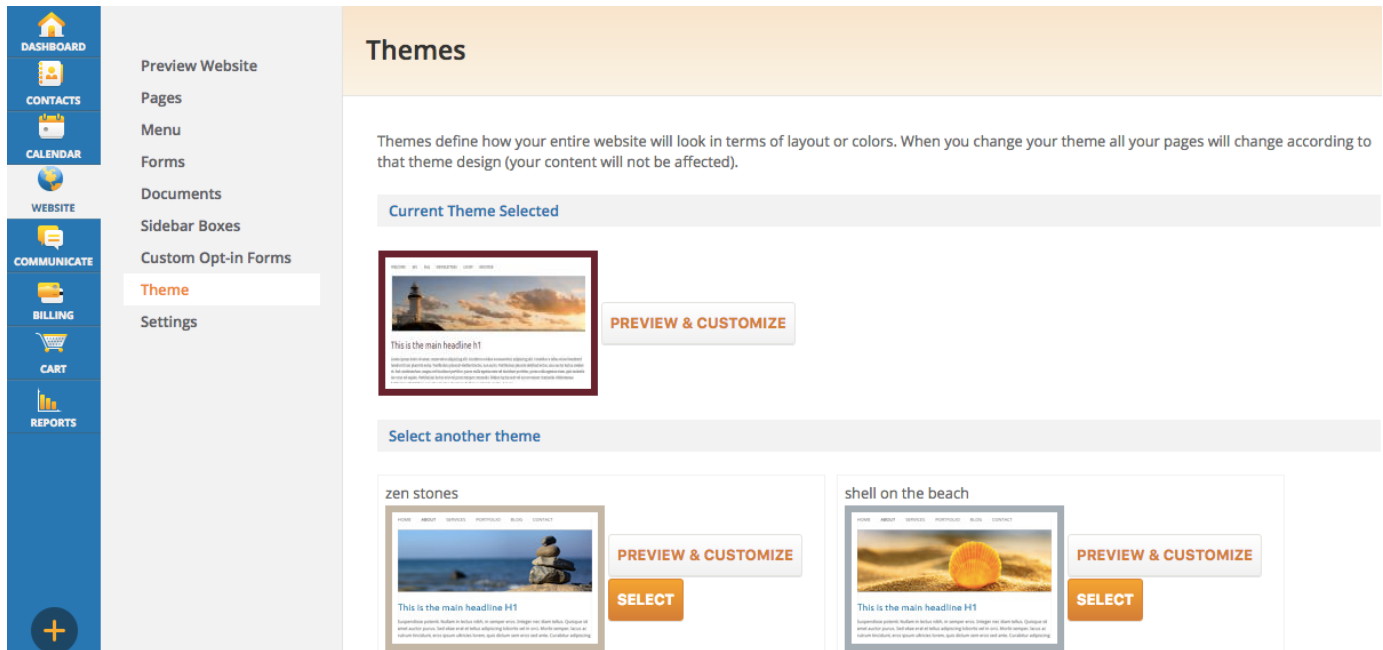 DASHBOARD
CONTACTS
CALENDAR
WEBSITE
COMMUNICATE
BILLING
CART
REPORTS
Preview Website
Pages
Menu
Forms
Documents
Sidebar Boxes
Custom Opt-in Forms
Theme
Settings
Themes
Themes define how your entire website will look in terms of layout or colors. When you change your theme all your pages will change according to
that theme design (your content will not be affected).
Current Theme Selected
This is the main headline h1
PREVIEW & CUSTOMIZE
Select another theme
zen stones
HOME ABOUT SERVICES PORTFOLIO BLOG CONTACT
This is the main headline H1
PREVIEW & CUSTOMIZE
SELECT
shell on the beach
HOME ABOUT SERVICES PORTFOLIO BLOG CONTACT
This is the main headline H1
PREVIEW & CUSTOMIZE
SELECT